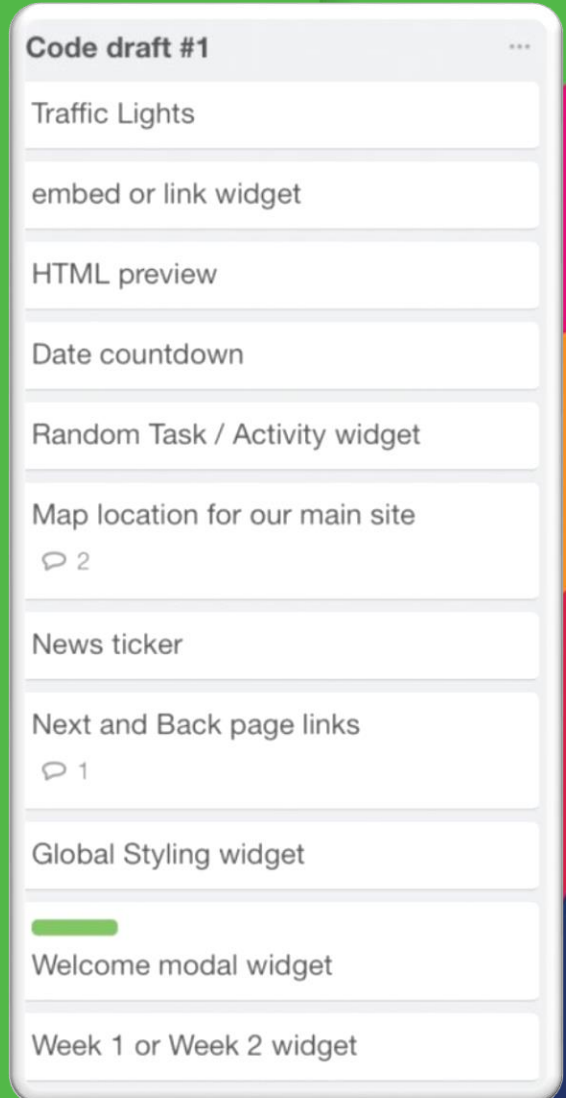 Code draft #1
Traffic Lights
embed or link widget
HTML preview
Date countdown
Random Task / Activity widget
Map location for our main site
2
News ticker
Next and Back page links
1
Global Styling widget
Welcome modal widget
Week 1 or Week 2 widget